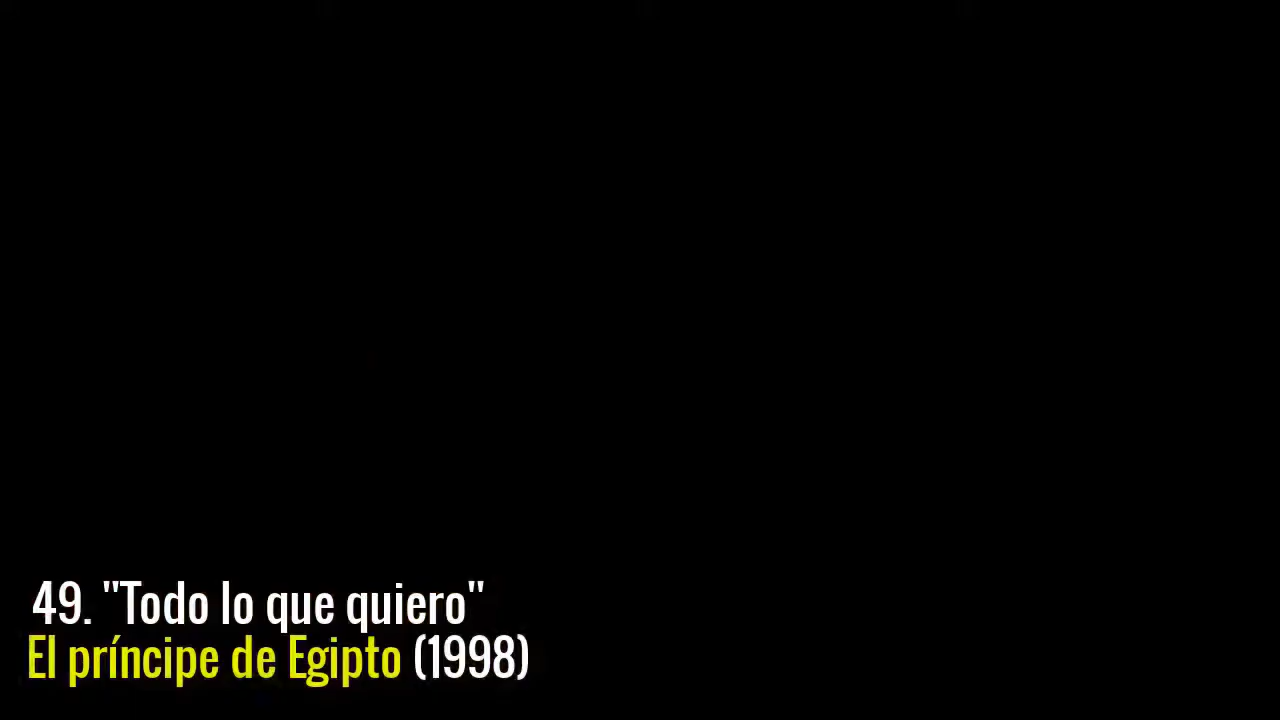 49. "Todo lo que quiero"
El príncipe de Egipto (1998)